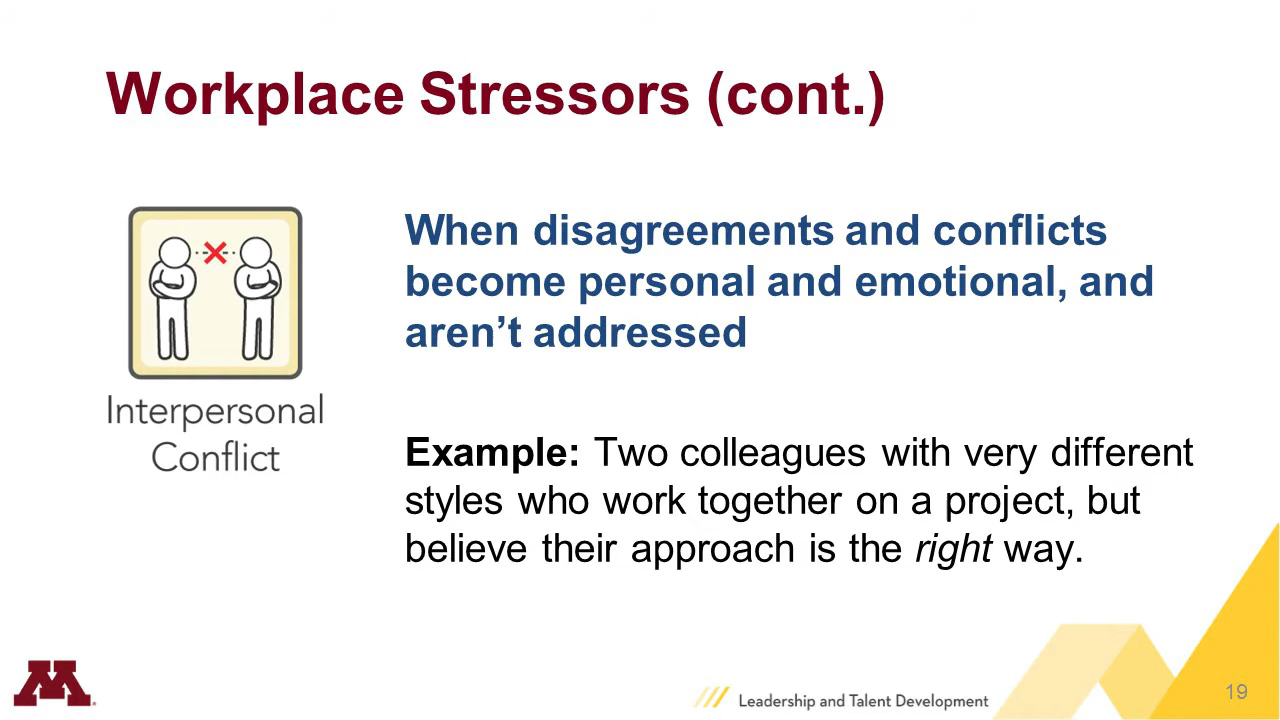 Workplace Stressors (cont.)
When disagreements and conflicts
become personal and emotional, and
aren’t addressed
Interpersonal
Conflict
Example: Two colleagues with very different
styles who work together on a project, but
believe their approach is the right way.
M
Leadership and Talent Development
19